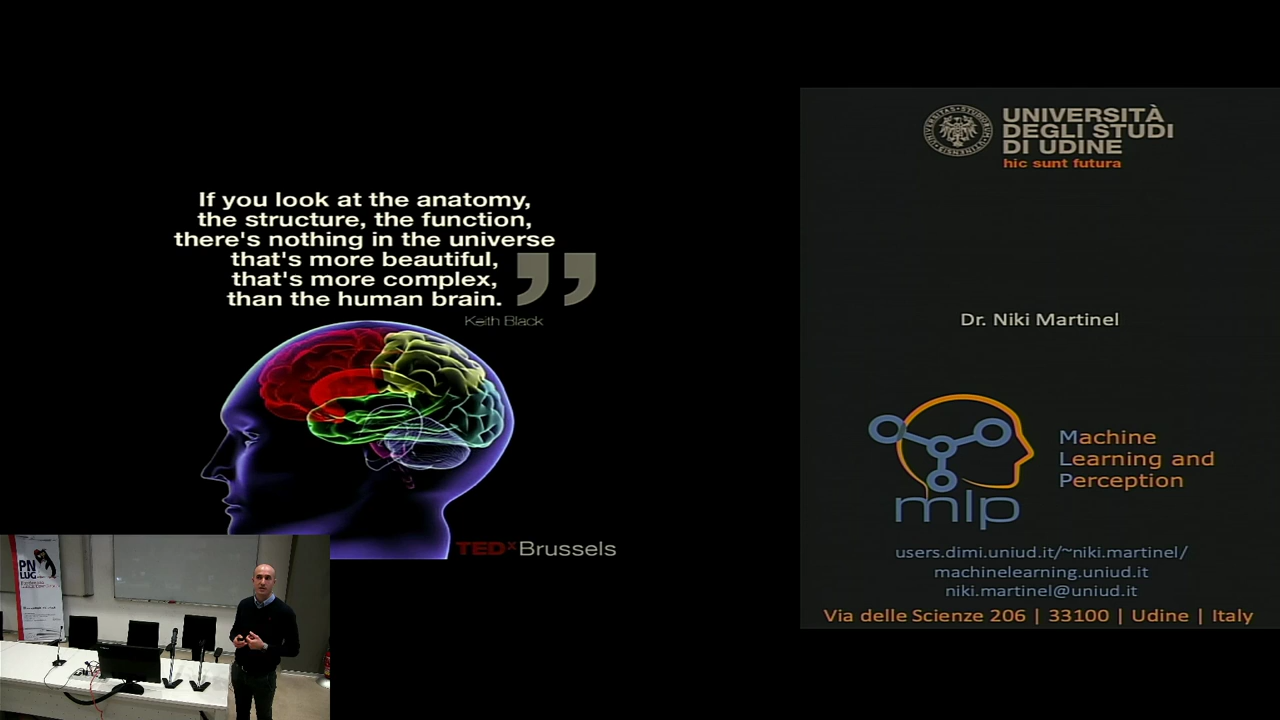 If you look at the anatomy,
the structure, the function,
there's nothing in the universe
that's more beautiful,
that's more complex,
than the human brain.
”
Keith Black
TEDxBrussels
UNIVERSITÀ
DEGLI STUDI
DI UDINE
hic sunt futura
Dr. Niki Martinel
mlp
Machine
Learning and
Perception
users.dimi.uniud.it/~niki.martinel/
machinelearning.uniud.it
niki.martinel@uniud.it
Via delle Scienze 206 | 33100 | Udine | Italy
PN
LUG